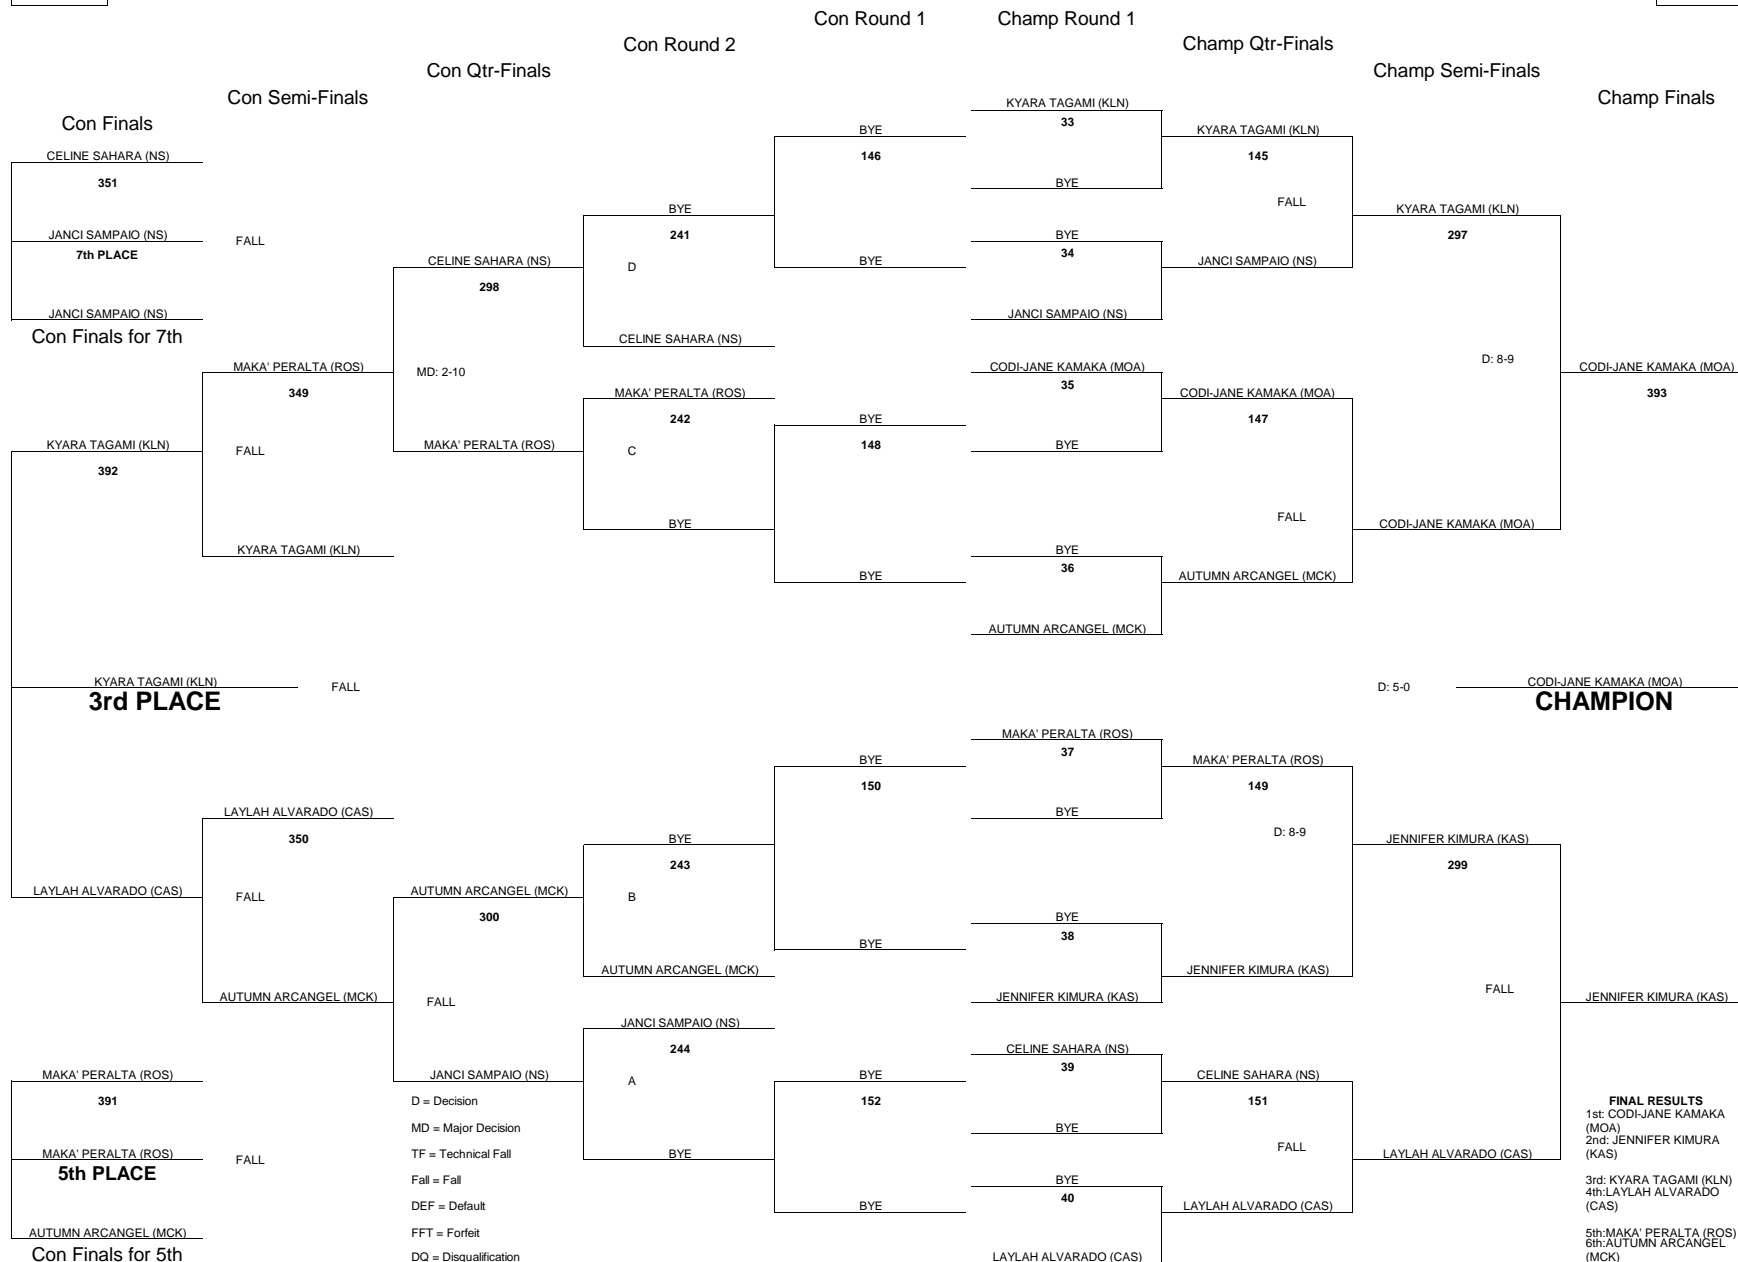 Con Round 1
Champ Round 1
Con Round 2
Champ Qtr-Finals
Con Qtr-Finals
Champ Semi-Finals
Con Semi-Finals
Champ Finals
Con Finals
CELINE SAHARA (NS)
351
JANCI SAMPAIO (NS)
7th PLACE
FALL
JANCI SAMPAIO (NS)
Con Finals for 7th
KYARA TAGAMI (KLN)
392
KYARA TAGAMI (KLN)
3rd PLACE
FALL
LAYLAH ALVARADO (CAS)
MAKA' PERALTA (ROS)
391
MAKA' PERALTA (ROS)
5th PLACE
FALL
AUTUMN ARCANGEL (MCK)
Con Finals for 5th
MAKA' PERALTA (ROS)
349
FALL
KYARA TAGAMI (KLN)
LAYLAH ALVARADO (CAS)
350
FALL
AUTUMN ARCANGEL (MCK)
CELINE SAHARA (NS)
298
MD: 2-10
MAKA' PERALTA (ROS)
AUTUMN ARCANGEL (MCK)
300
FALL
JANCI SAMPAIO (NS)
D = Decision
MD = Major Decision
TF = Technical Fall
Fall = Fall
DEF = Default
FFT = Forfeit
DQ = Disqualification
BYE
241
D
CELINE SAHARA (NS)
MAKA' PERALTA (ROS)
242
C
BYE
BYE
243
B
AUTUMN ARCANGEL (MCK)
JANCI SAMPAIO (NS)
244
A
BYE
BYE
146
BYE
BYE
148
BYE
BYE
150
BYE
BYE
152
BYE
KYARA TAGAMI (KLN)
33
BYE
BYE
34
JANCI SAMPAIO (NS)
CODI-JANE KAMAKA (MOA)
35
BYE
BYE
36
AUTUMN ARCANGEL (MCK)
MAKA' PERALTA (ROS)
37
BYE
BYE
38
JENNIFER KIMURA (KAS)
CELINE SAHARA (NS)
39
BYE
BYE
40
LAYLAH ALVARADO (CAS)
KYARA TAGAMI (KLN)
145
FALL
JANCI SAMPAIO (NS)
CODI-JANE KAMAKA (MOA)
147
FALL
AUTUMN ARCANGEL (MCK)
MAKA' PERALTA (ROS)
149
D: 8-9
JENNIFER KIMURA (KAS)
CELINE SAHARA (NS)
151
FALL
LAYLAH ALVARADO (CAS)
KYARA TAGAMI (KLN)
297
D: 8-9
CODI-JANE KAMAKA (MOA)
JENNIFER KIMURA (KAS)
299
FALL
LAYLAH ALVARADO (CAS)
CODI-JANE KAMAKA (MOA)
393
D: 5-0
CODI-JANE KAMAKA (MOA)
CHAMPION
JENNIFER KIMURA (KAS)
FINAL RESULTS
1st: CODI-JANE KAMAKA
(MOA)
2nd: JENNIFER KIMURA
(KAS)
3rd: KYARA TAGAMI (KLN)
4th:LAYLAH ALVARADO
(CAS)
5th:MAKA' PERALTA (ROS)
6th:AUTUMN ARCANGEL
(MCK)